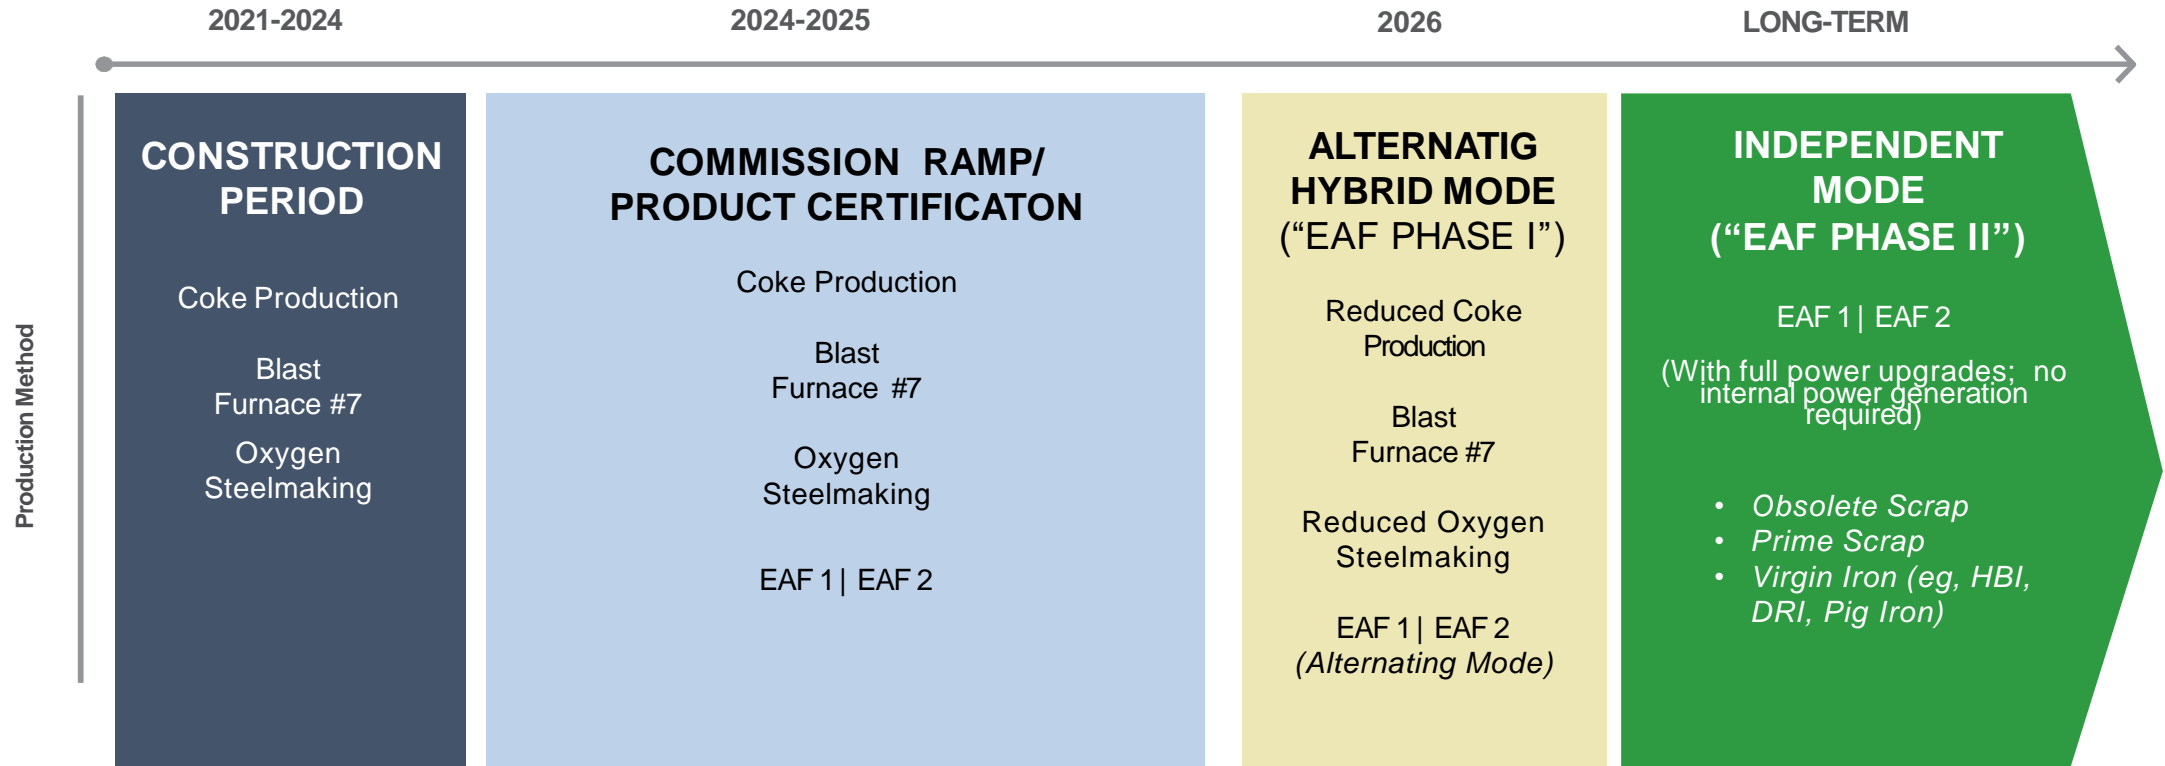 2021-2024
2024-2025
2026
LONG-TERM
Production Method
CONSTRUCTION
PERIOD
Coke Production
Blast
Furnace #7
Oxygen
Steelmaking
COMMISSION RAMP/
PRODUCT CERTIFICATON
Coke Production
Blast
Furnace #7
Oxygen
Steelmaking
EAF 1 | EAF 2
ALTERNATIG
HYBRID MODE
(“EAF PHASE I”)
Reduced Coke
Production
Blast
Furnace #7
Reduced Oxygen
Steelmaking
EAF 1 | EAF 2
(Alternating Mode)
INDEPENDENT
MODE
(“EAF PHASE II”)
EAF 1 | EAF 2
(With full power upgrades; no
internal power generation
required)
• Obsolete Scrap
• Prime Scrap
• Virgin Iron (eg, HBI,
DRI, Pig Iron)